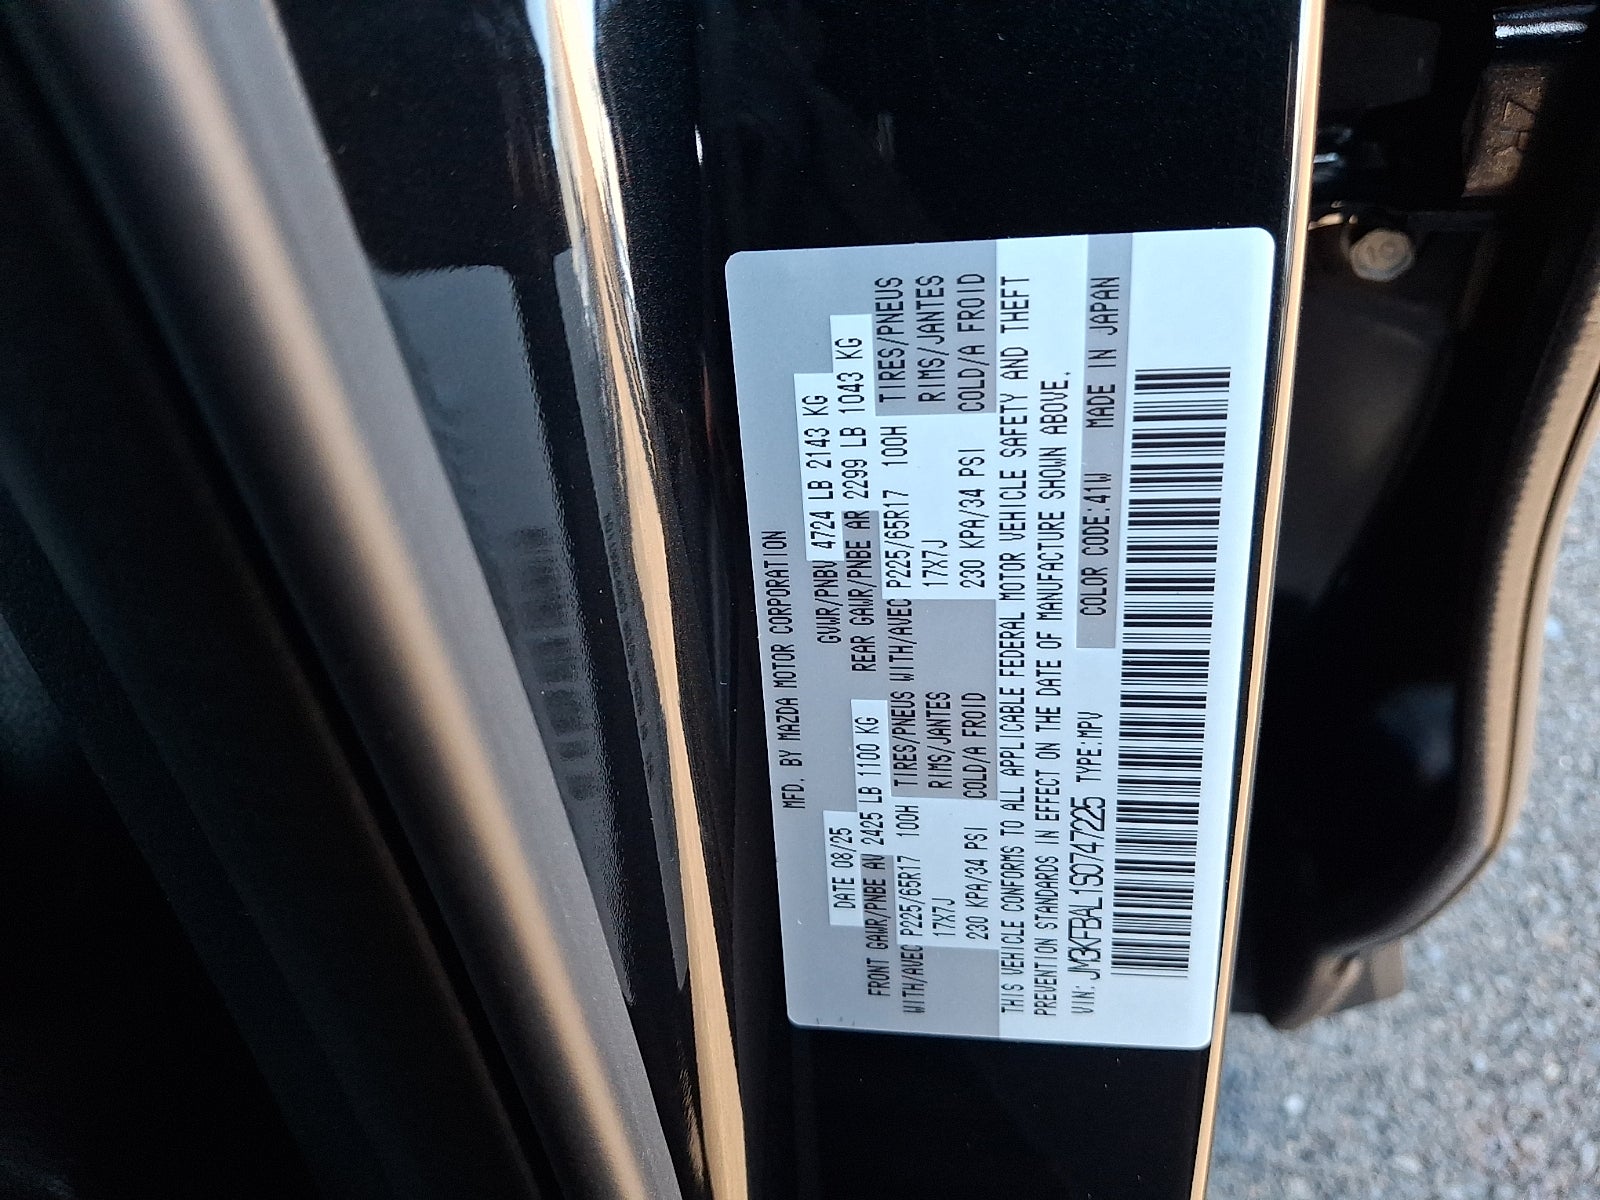 MFD. BY MAZDA MOTOR CORPORATION
DATE 08/25 GVWR/PNBV 4724 LB 2143 KG
FRONT GAWR/PNBE AV 2425 LB 1100 KG REAR GAWR/PNBE AR 2299 LB 1043 KG
WITH/AVEC P225/65R17 100H TIRES/PNEUS WITH/AVEC P225/65R17 100H TIRES/PNEUS
17X7J RIMS/JANTES 17X7J RIMS/JANTES
230 KPA/34 PSI COLD/A FROID 230 KPA/34 PSI COLD/A FROID
THIS VEHICLE CONFORMS TO ALL APPLICABLE FEDERAL MOTOR VEHICLE SAFETY AND THEFT
PREVENTION STANDARDS IN EFFECT ON THE DATE OF MANUFACTURE SHOWN ABOVE.
VIN: JM3KFBAL1S0747225 TYPE:MPV COLOR CODE:41W MADE IN JAPAN